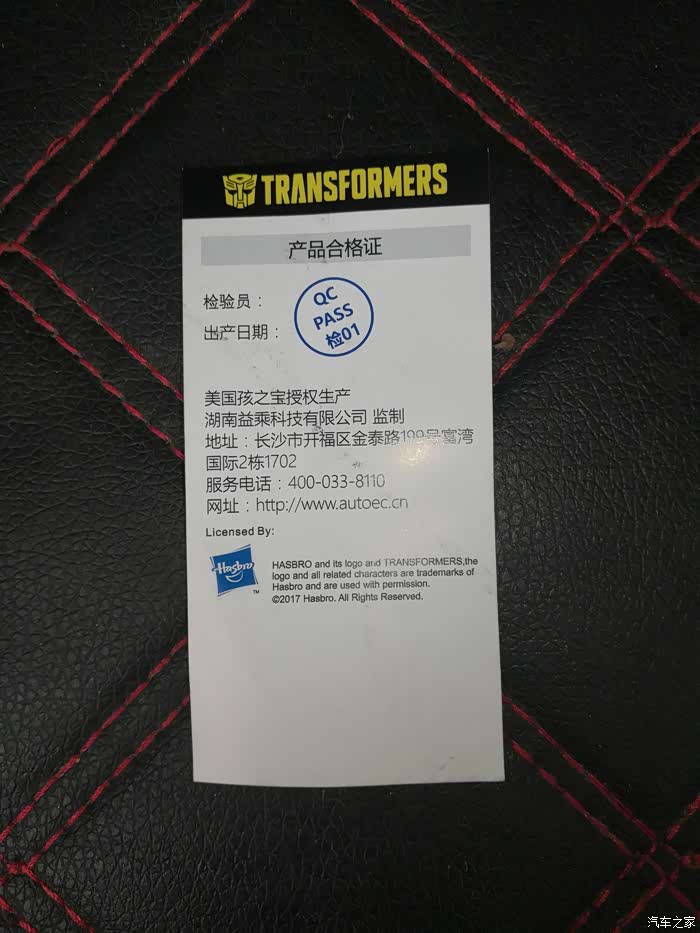 TRANSFORMERS
产品合格证
检验员：
出产日期：
QC
PASS
检01
美国孩之宝授权生产
湖南益乘科技有限公司 监制
地址：长沙市开福区金泰路199号富湾
国际2栋1702
服务电话：400-033-8110
网址：http://www.autoec.cn
Licensed By:
Hasbro
TM
HASBRO and its logo and TRANSFORMERS,the
logo and all related characters are trademarks of
Hasbro and are used with permission.
©2017 Hasbro. All Rights Reserved.
汽车之家